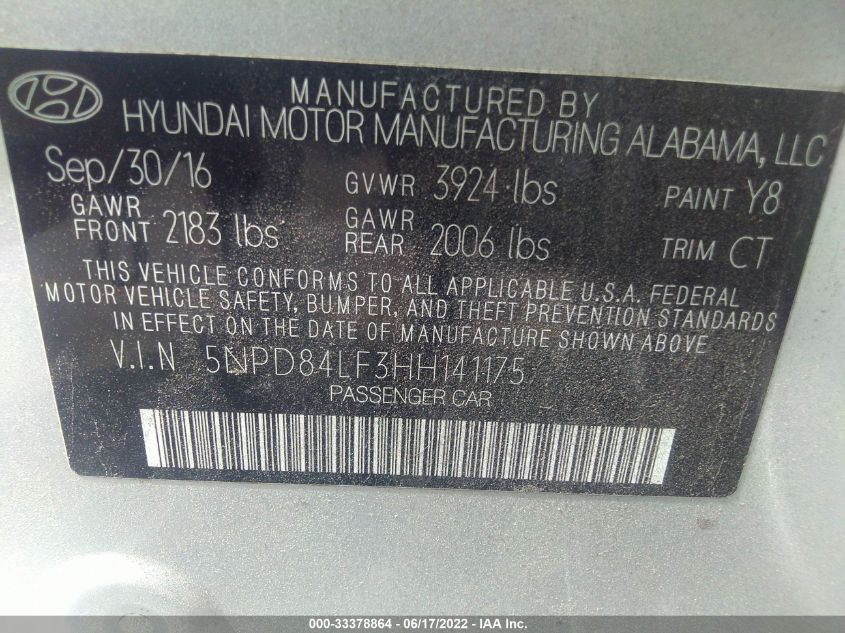 MANUFACTURED BY
HYUNDAI MOTOR MANUFACTURING ALABAMA, LLC
Sep/30/16 GVWR 3924 lbs PAINT Y8
GAWR FRONT 2183 lbs GAWR REAR 2006 lbs TRIM CT
THIS VEHICLE CONFORMS TO ALL APPLICABLE U.S.A. FEDERAL
MOTOR VEHICLE SAFETY, BUMPER, AND THEFT PREVENTION STANDARDS
IN EFFECT ON THE DATE OF MANUFACTURE SHOWN ABOVE
V.I.N 5NPD84LF3HH141175
PASSENGER CAR
000-33378864 / 06/17/2022 / IAA Inc.